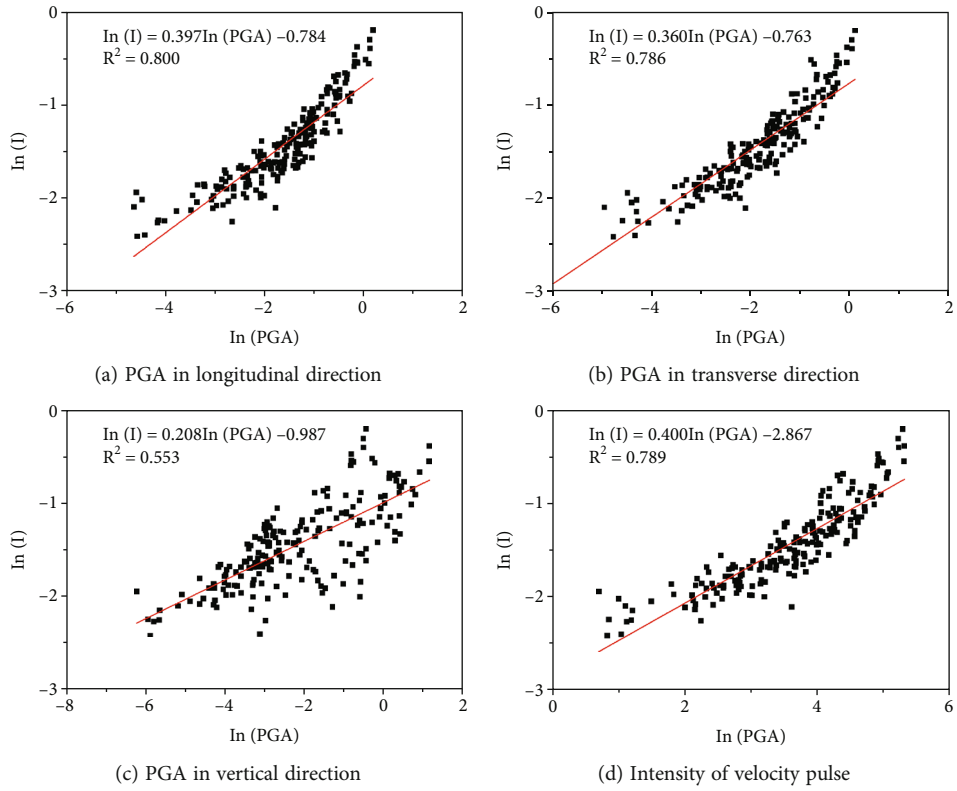 0
ln (I) = 0.397ln (PGA) –0.784
R² = 0.800
–1
ln (I)
–2
–3
–6 –4 –2 0 2
ln (PGA)
(a) PGA in longitudinal direction
0
ln (I) = 0.360ln (PGA) –0.763
R² = 0.786
–1
ln (I)
–2
–3
–6 –4 –2 0 2
ln (PGA)
(b) PGA in transverse direction
0
ln (I) = 0.208ln (PGA) –0.987
R² = 0.553
–1
ln (I)
–2
–3
–8 –6 –4 –2 0 2
ln (PGA)
(c) PGA in vertical direction
0
ln (I) = 0.400ln (PGA) –2.867
R² = 0.789
–1
ln (I)
–2
–3
0 2 4 6
ln (PGA)
(d) Intensity of velocity pulse